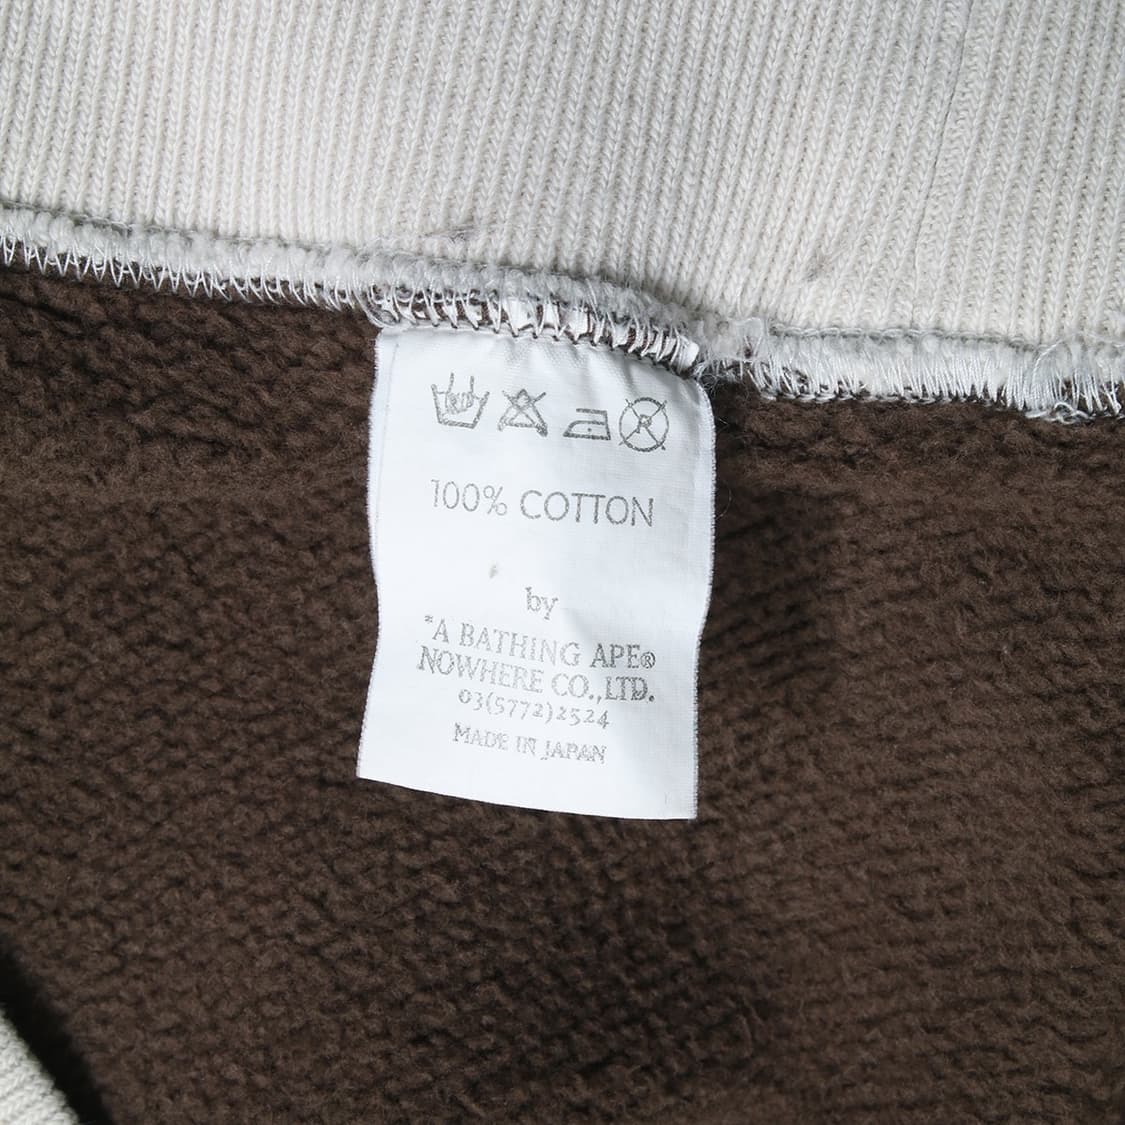 100% COTTON
by
*A BATHING APE®
NOWHERE CO.,LTD.
03(5772)2524
MADE IN JAPAN